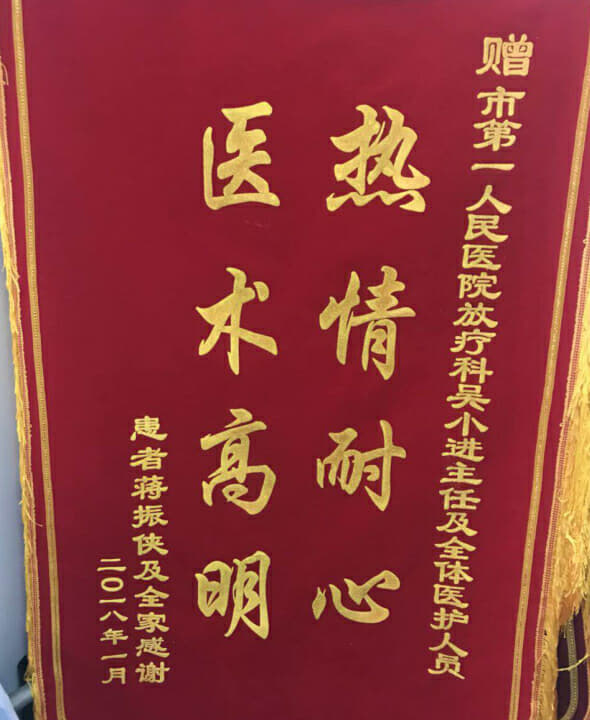 赠市第一人民医院放疗科吴小进主任及全体医护人员
热情耐心
医术高明
患者蒋振侠及全家感谢
二〇一八年一月